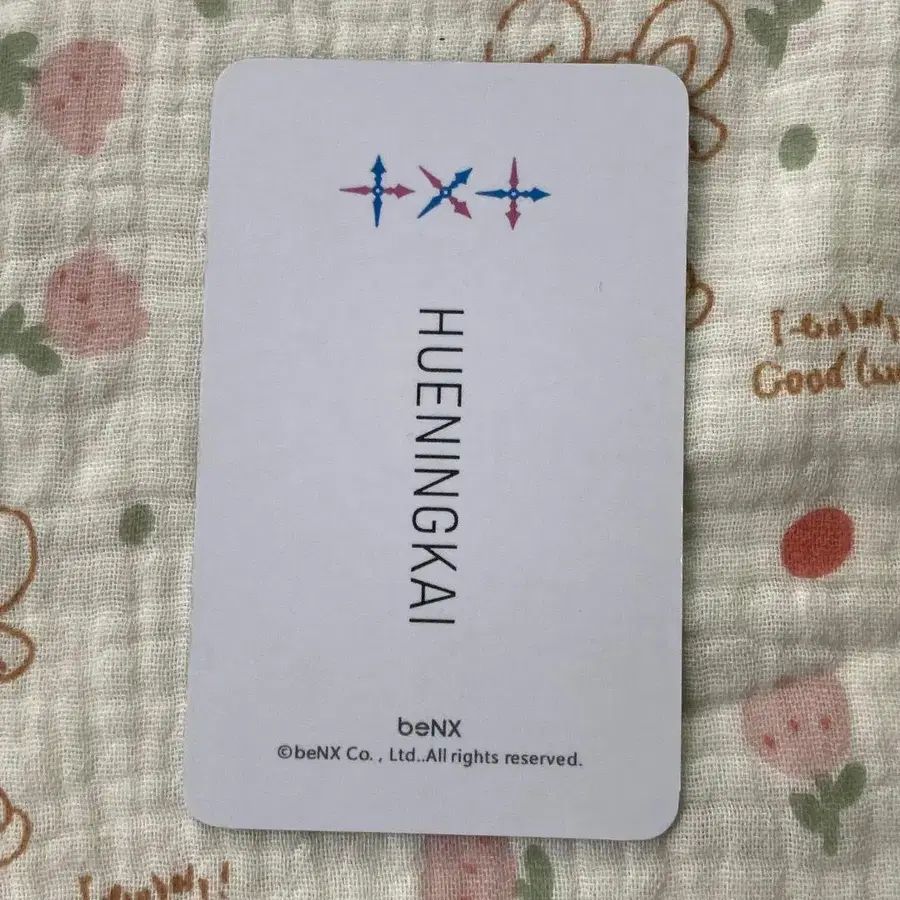 HUENINGKAI
beNX
©beNX Co. , Ltd..All rights reserved.
Good